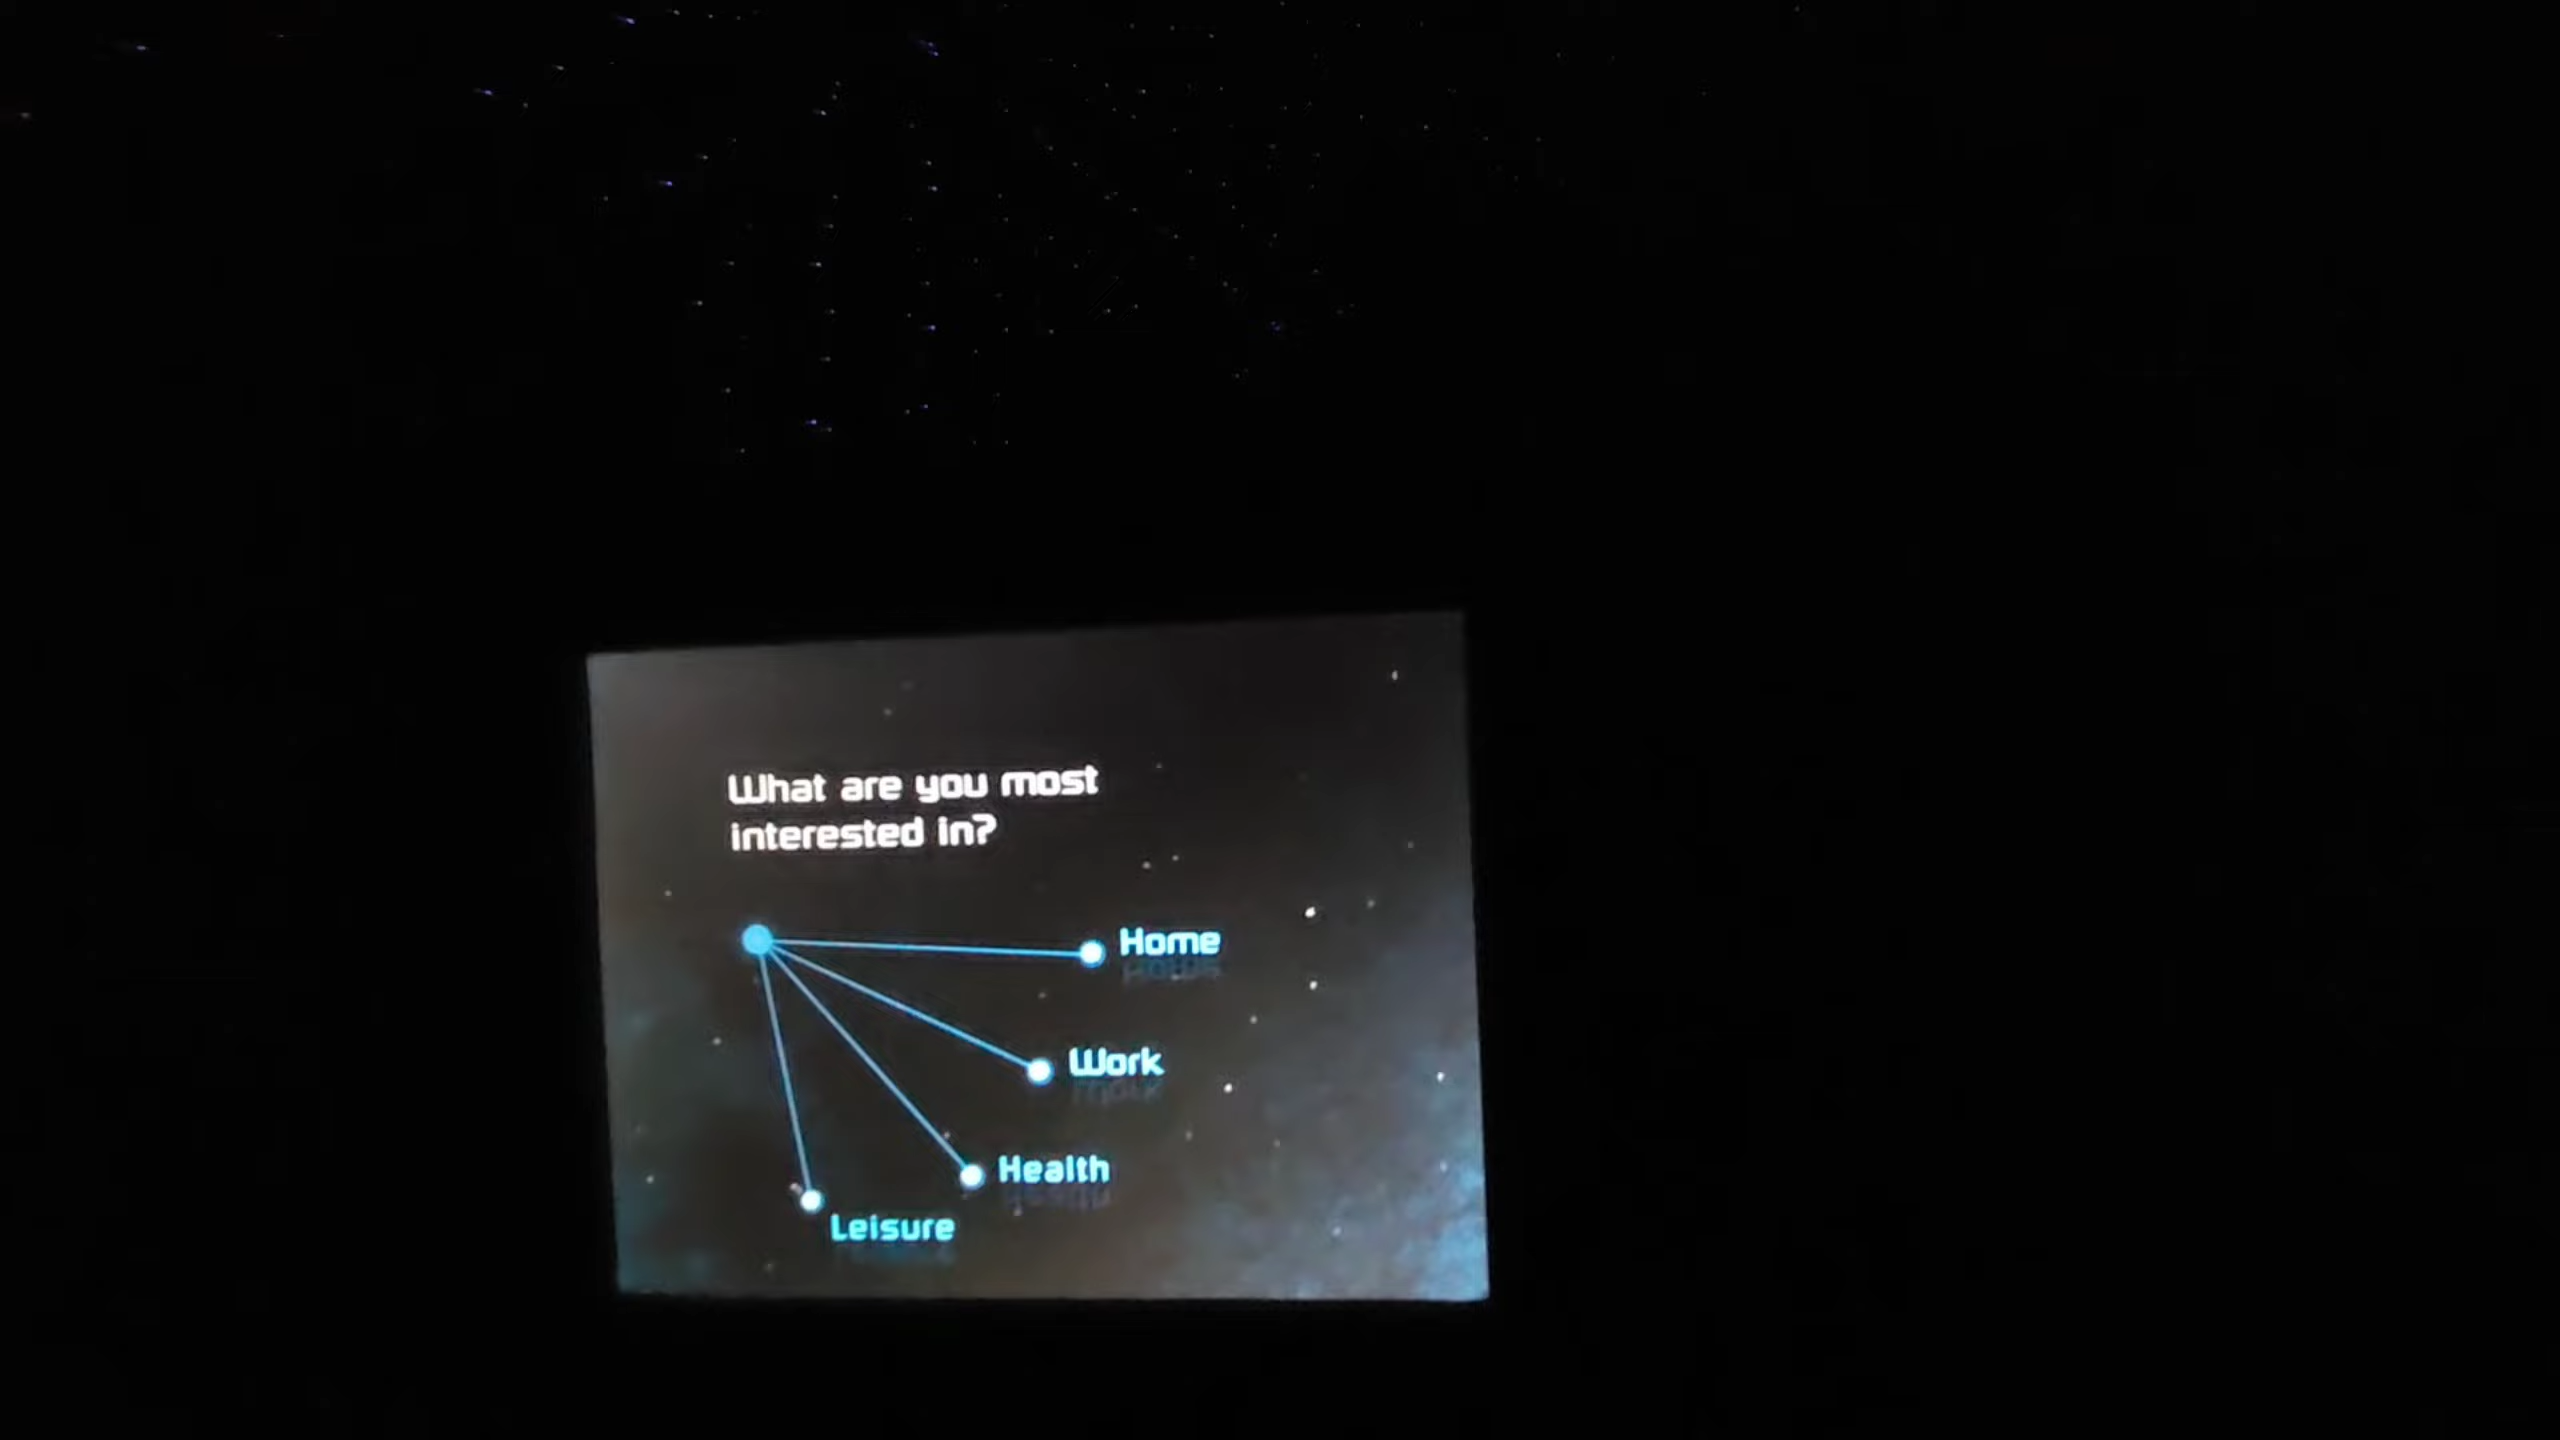 What are you most
interested in?
Home
Work
Health
Leisure